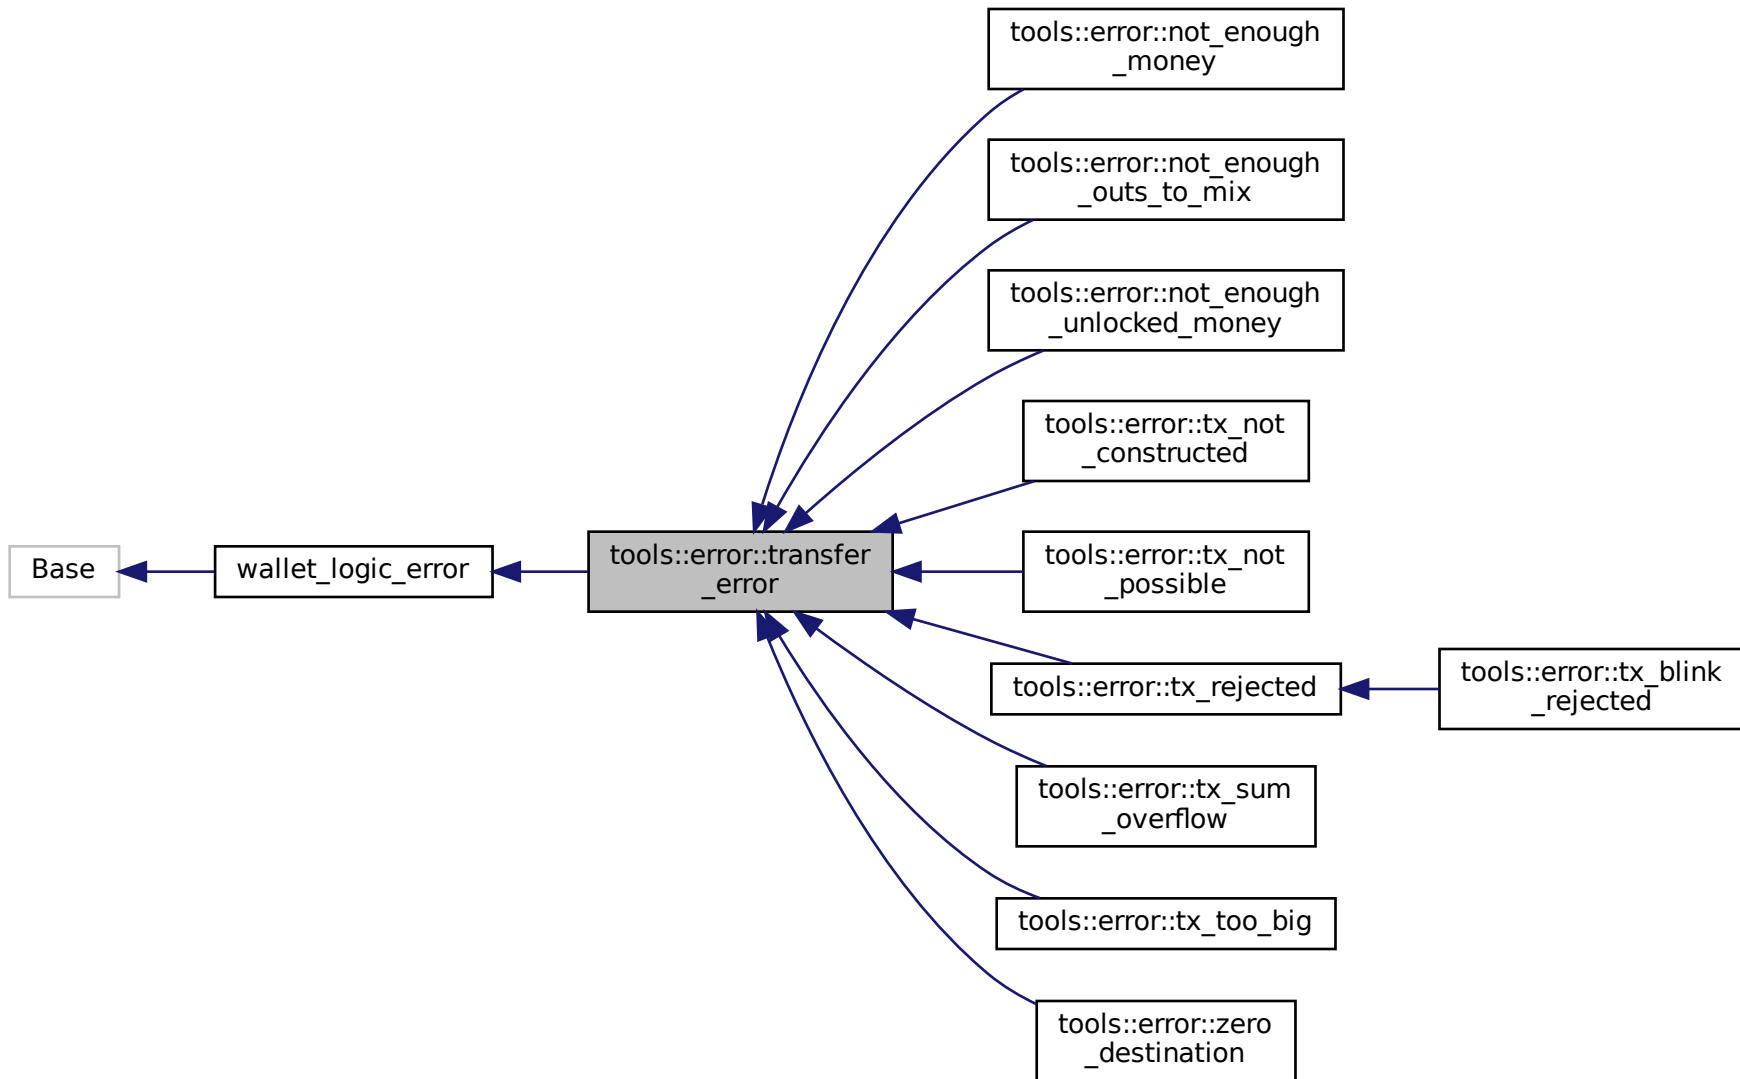 tools::error::not_enough
_money
tools::error::not_enough
_outs_to_mix
tools::error::not_enough
_unlocked_money
tools::error::tx_not
_constructed
Base
wallet_logic_error
tools::error::transfer
_error
tools::error::tx_not
_possible
tools::error::tx_rejected
tools::error::tx_blink
_rejected
tools::error::tx_sum
_overflow
tools::error::tx_too_big
tools::error::zero
_destination